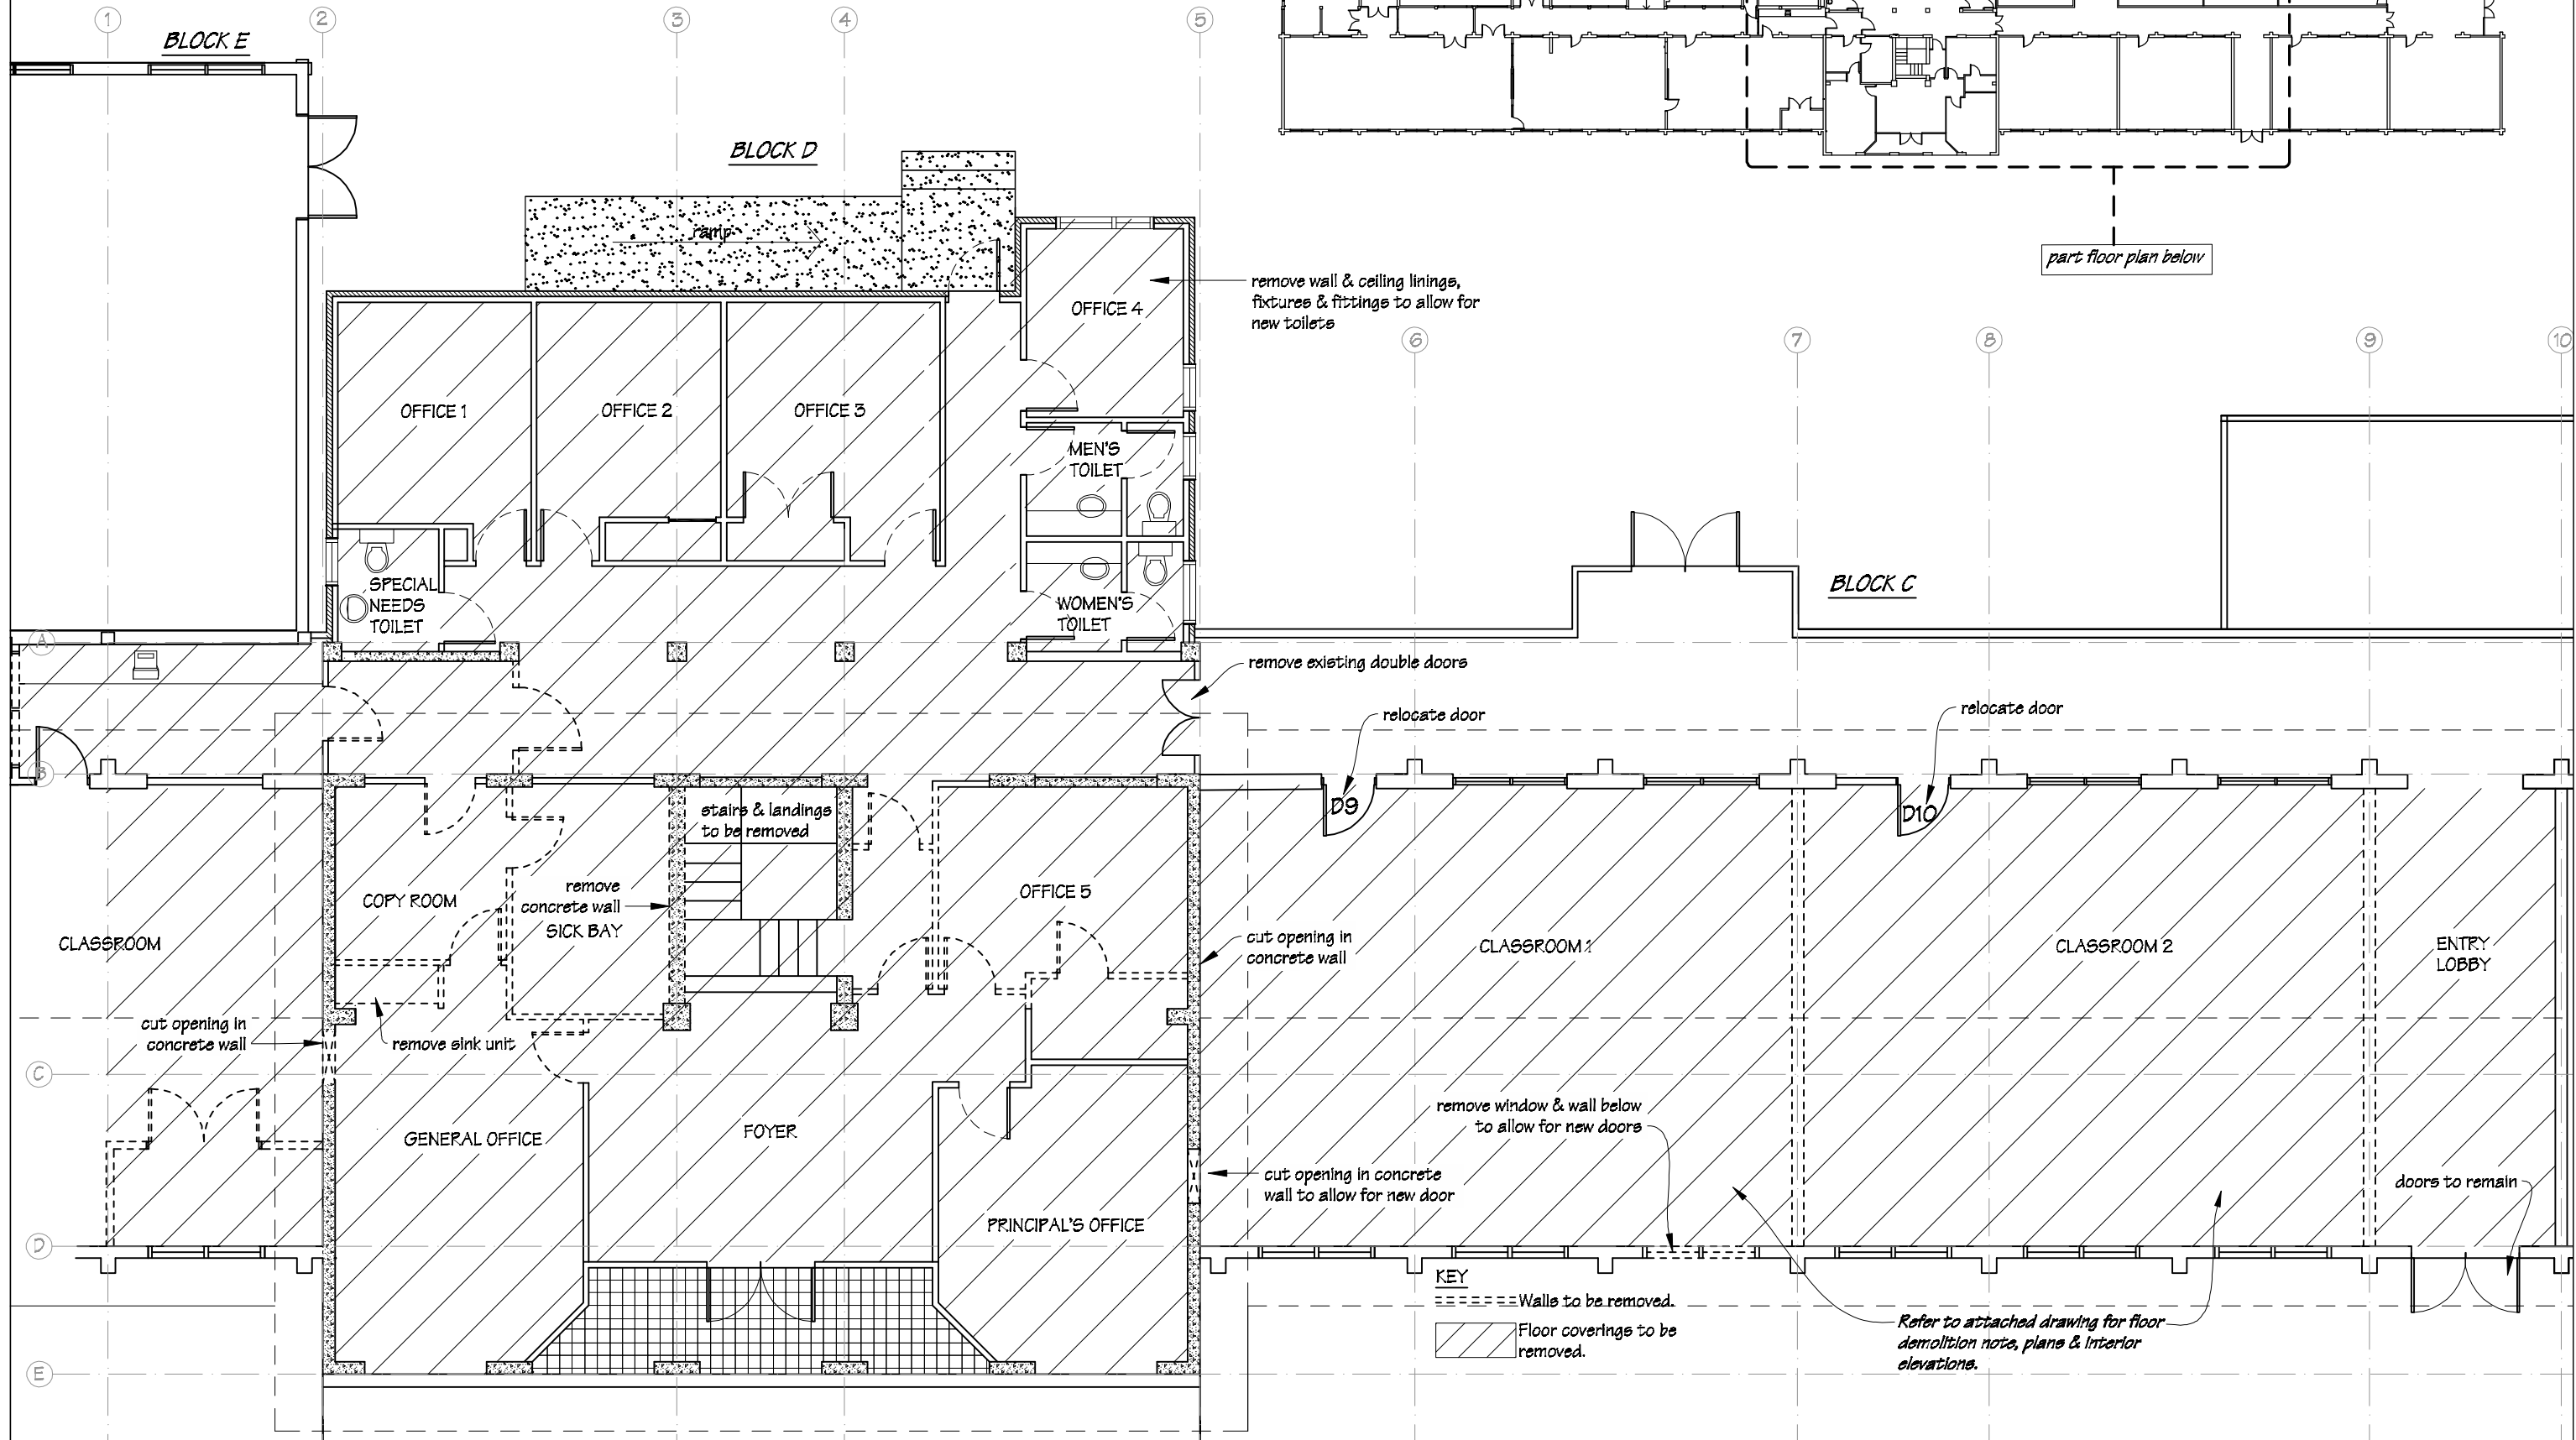 1
2
3
4
5
BLOCK E
BLOCK D
ramp
part floor plan below
remove wall & ceiling linings,
fixtures & fittings to allow for
new toilets
OFFICE 4
6
7
8
9
10
OFFICE 1
OFFICE 2
OFFICE 3
MEN'S
TOILET
SPECIAL
NEEDS
TOILET
WOMEN'S
TOILET
BLOCK C
A
remove existing double doors
relocate door
relocate door
B
D9
D10
stairs & landings
to be removed
COPY ROOM
remove
concrete wall
SICK BAY
OFFICE 5
CLASSROOM
cut opening in
concrete wall
CLASSROOM 1
CLASSROOM 2
ENTRY
LOBBY
cut opening in
concrete wall
remove sink unit
C
remove window & wall below
to allow for new doors
GENERAL OFFICE
FOYER
cut opening in concrete
wall to allow for new door
doors to remain
PRINCIPAL'S OFFICE
D
KEY
Walls to be removed.
Floor coverings to be
removed.
Refer to attached drawing for floor
demolition note, plans & interior
elevations.
E